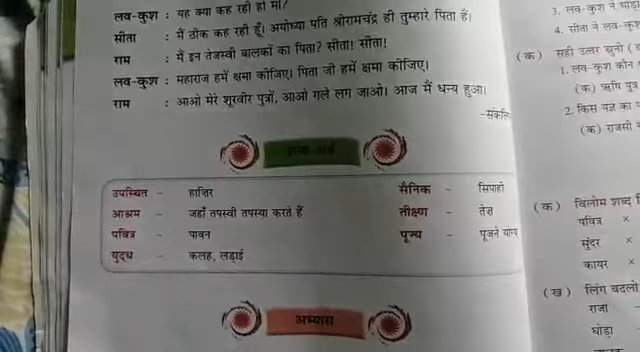 लव-कुश : यह क्या कह रही हो माँ?
सीता : मैं ठीक कह रही हूँ। अयोध्या पति श्रीरामचंद्र ही तुम्हारे पिता हैं।
राम : मैं इन तेजस्वी बालकों का पिता? सीता! सीता!
लव-कुश : महाराज हमें क्षमा कीजिए। पिता जी हमें क्षमा कीजिए।
राम : आओ मेरे शूरवीर पुत्रों, आओ गले लग जाओ। आज मैं धन्य हुआ।
शब्द-अर्थ
उपस्थित - हाज़िर
आश्रम - जहाँ तपस्वी तपस्या करते हैं
पवित्र - पावन
युद्ध - कलह, लड़ाई
सैनिक - सिपाही
तीक्ष्ण - तेज़
पूज्य - पूजने योग्य
अभ्यास
3. लव-कुश ने
4. सीता ने
(क) सही उत्तर चुनो
1. लव-कुश कौन
(क) ऋषि पुत्र
2. किस यज्ञ का
(क) राजसी
(क) विलोम शब्द
पवित्र ×
सुंदर ×
कायर ×
(ख) लिंग बदलो
राजा -
घोड़ा